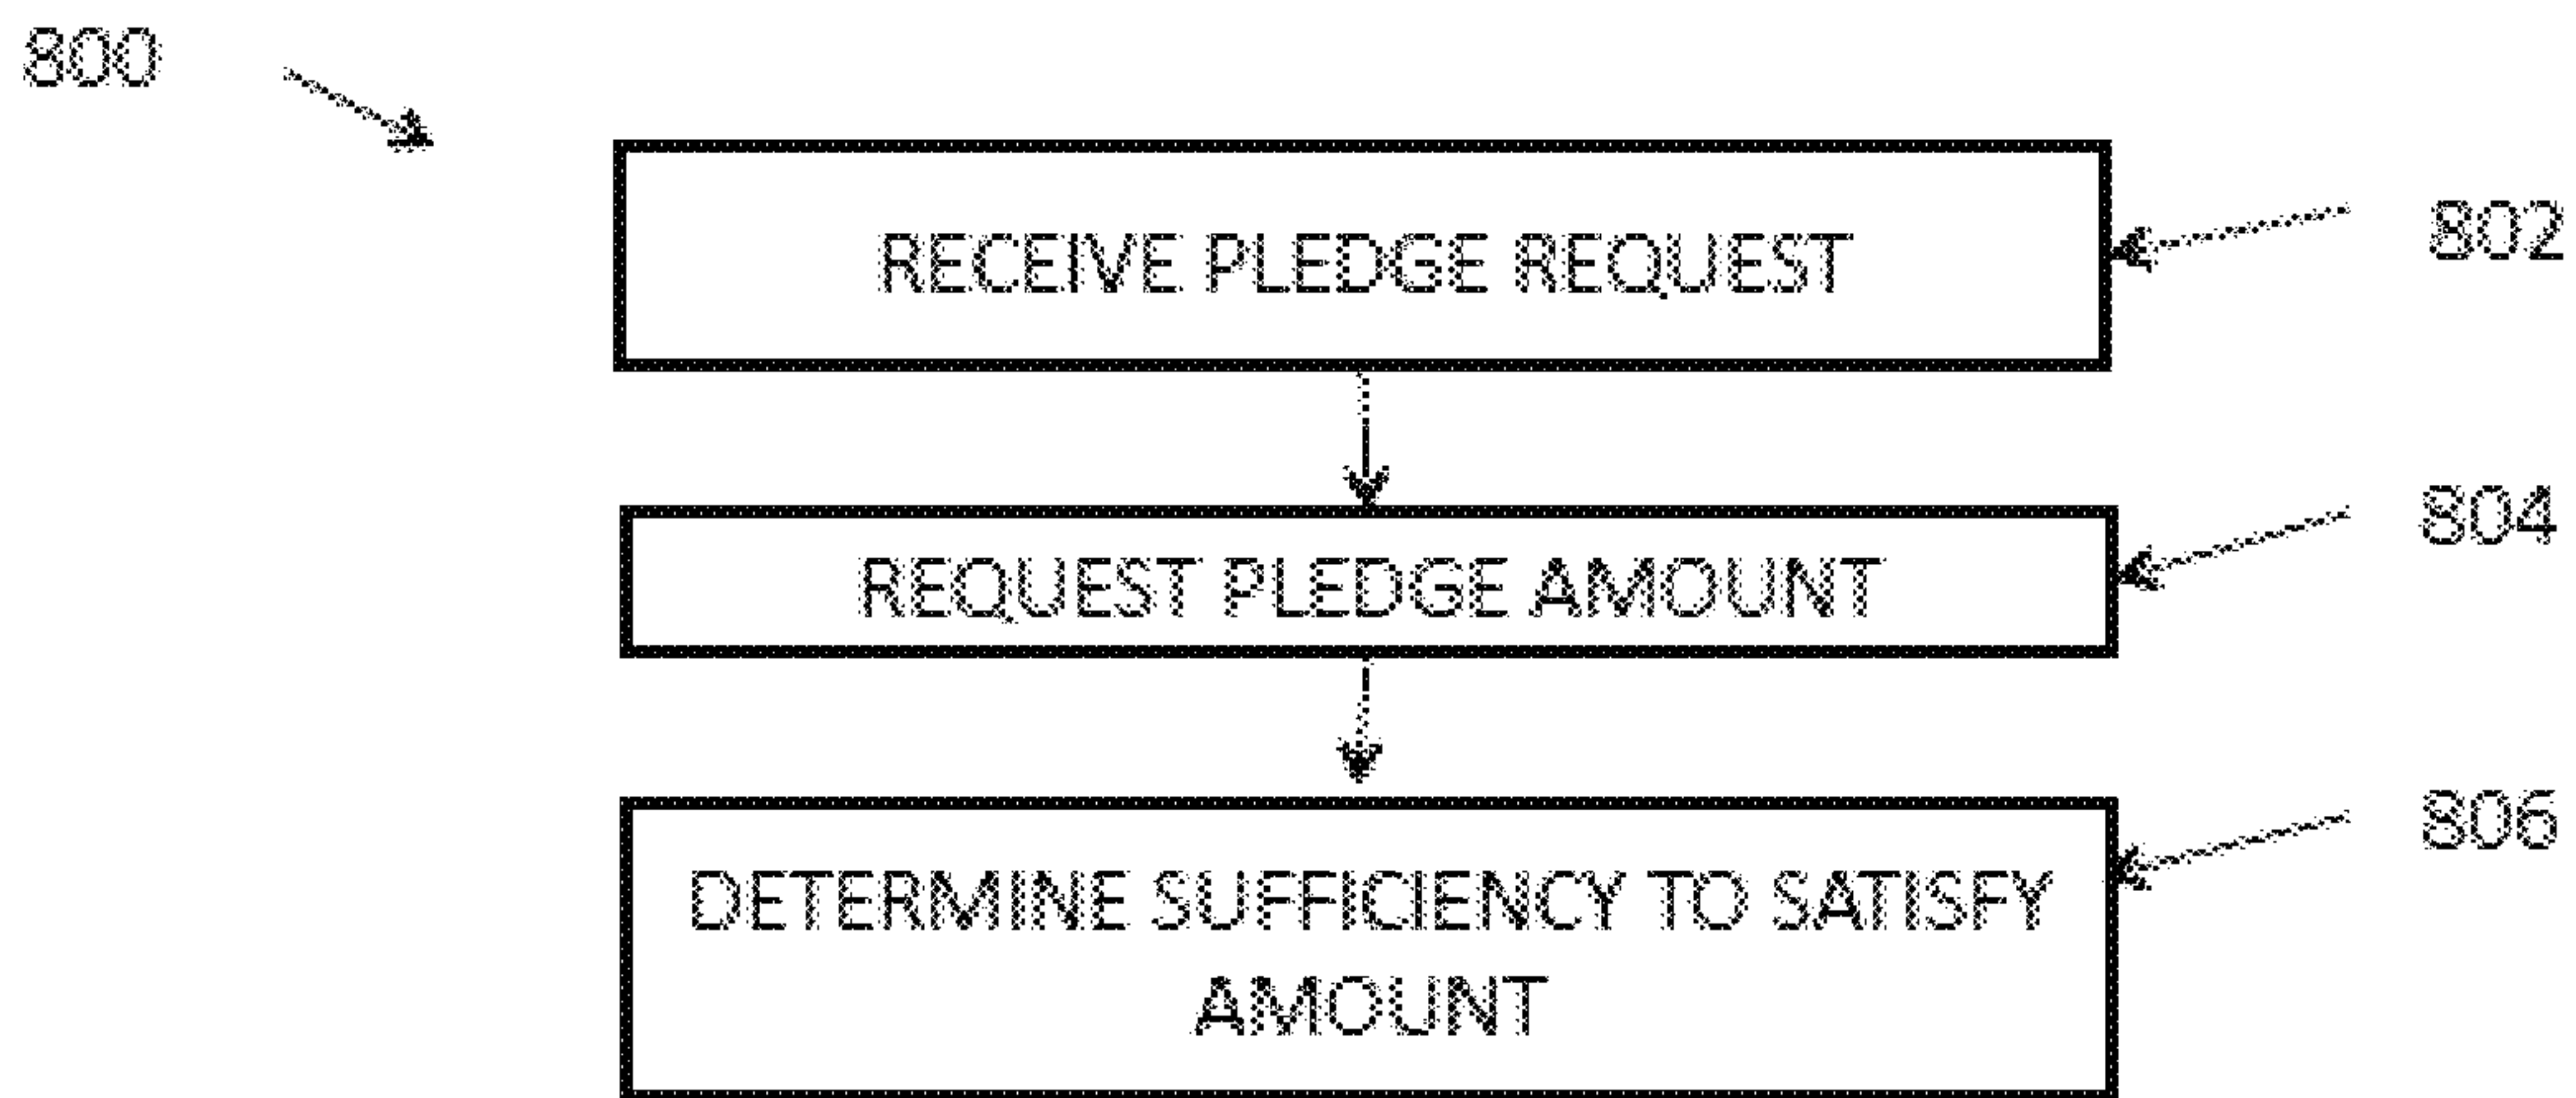 800
RECEIVE PLEDGE REQUEST
802
REQUEST PLEDGE AMOUNT
804
DETERMINE SUFFICIENCY TO SATISFY
AMOUNT
806